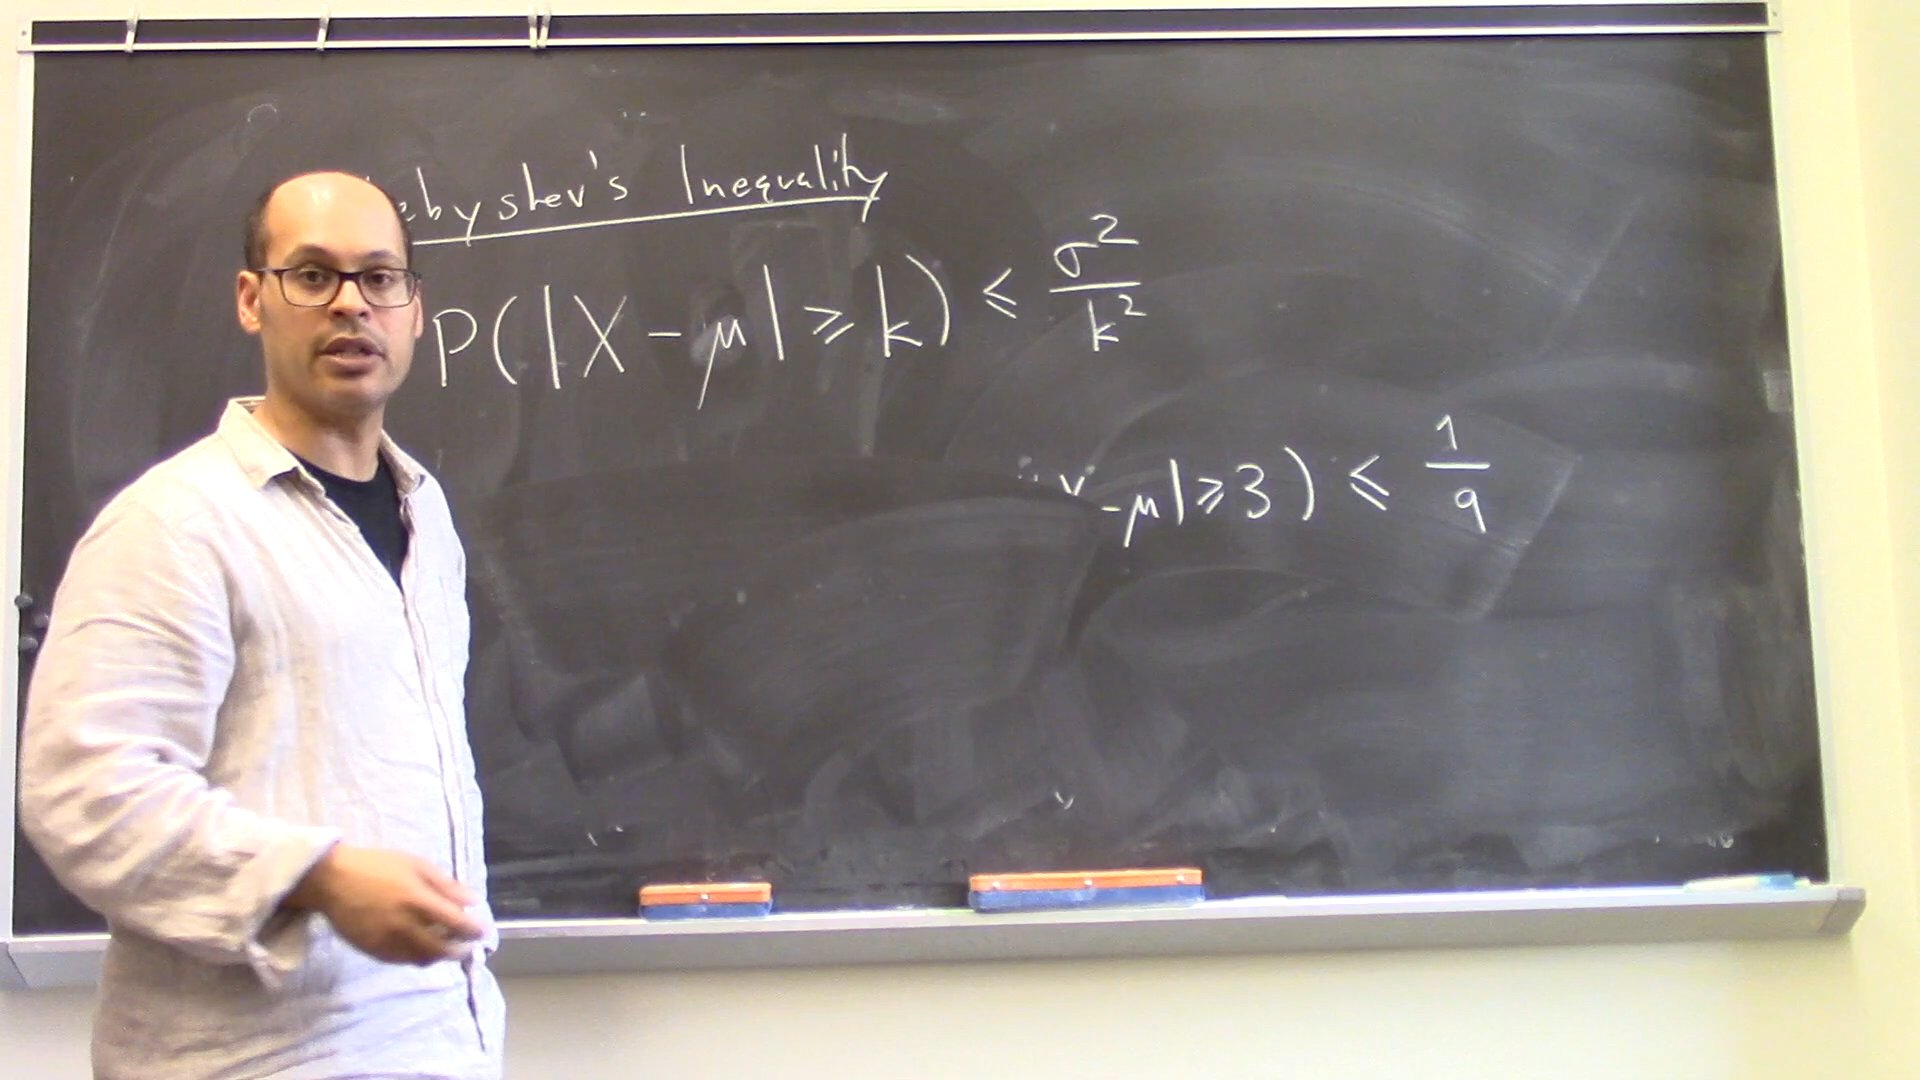 ebyshev's Inequality
P(|X - μ| ≥ k) ≤ σ²/k²
- μ| ≥ 3) ≤ 1/9